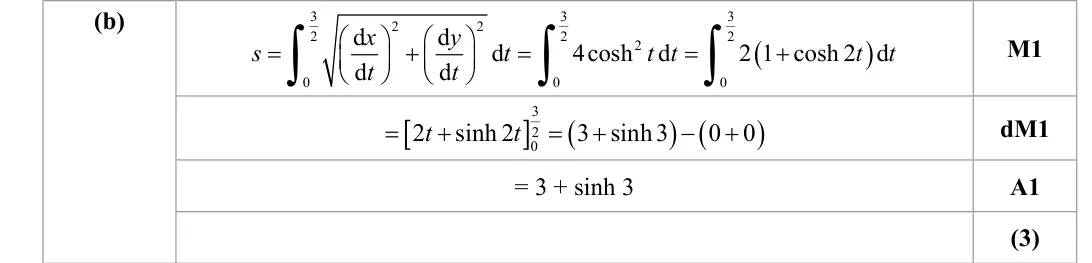 (b) s = ∫₀^{3/2} √((dx/dt)² + (dy/dt)²) dt = ∫₀^{3/2} 4cosh² t dt = ∫₀^{3/2} 2(1+cosh 2t)dt M1
= [2t + sinh 2t]₀^{3/2} = (3+sinh 3)−(0+0) dM1
= 3 + sinh 3 A1
(3)